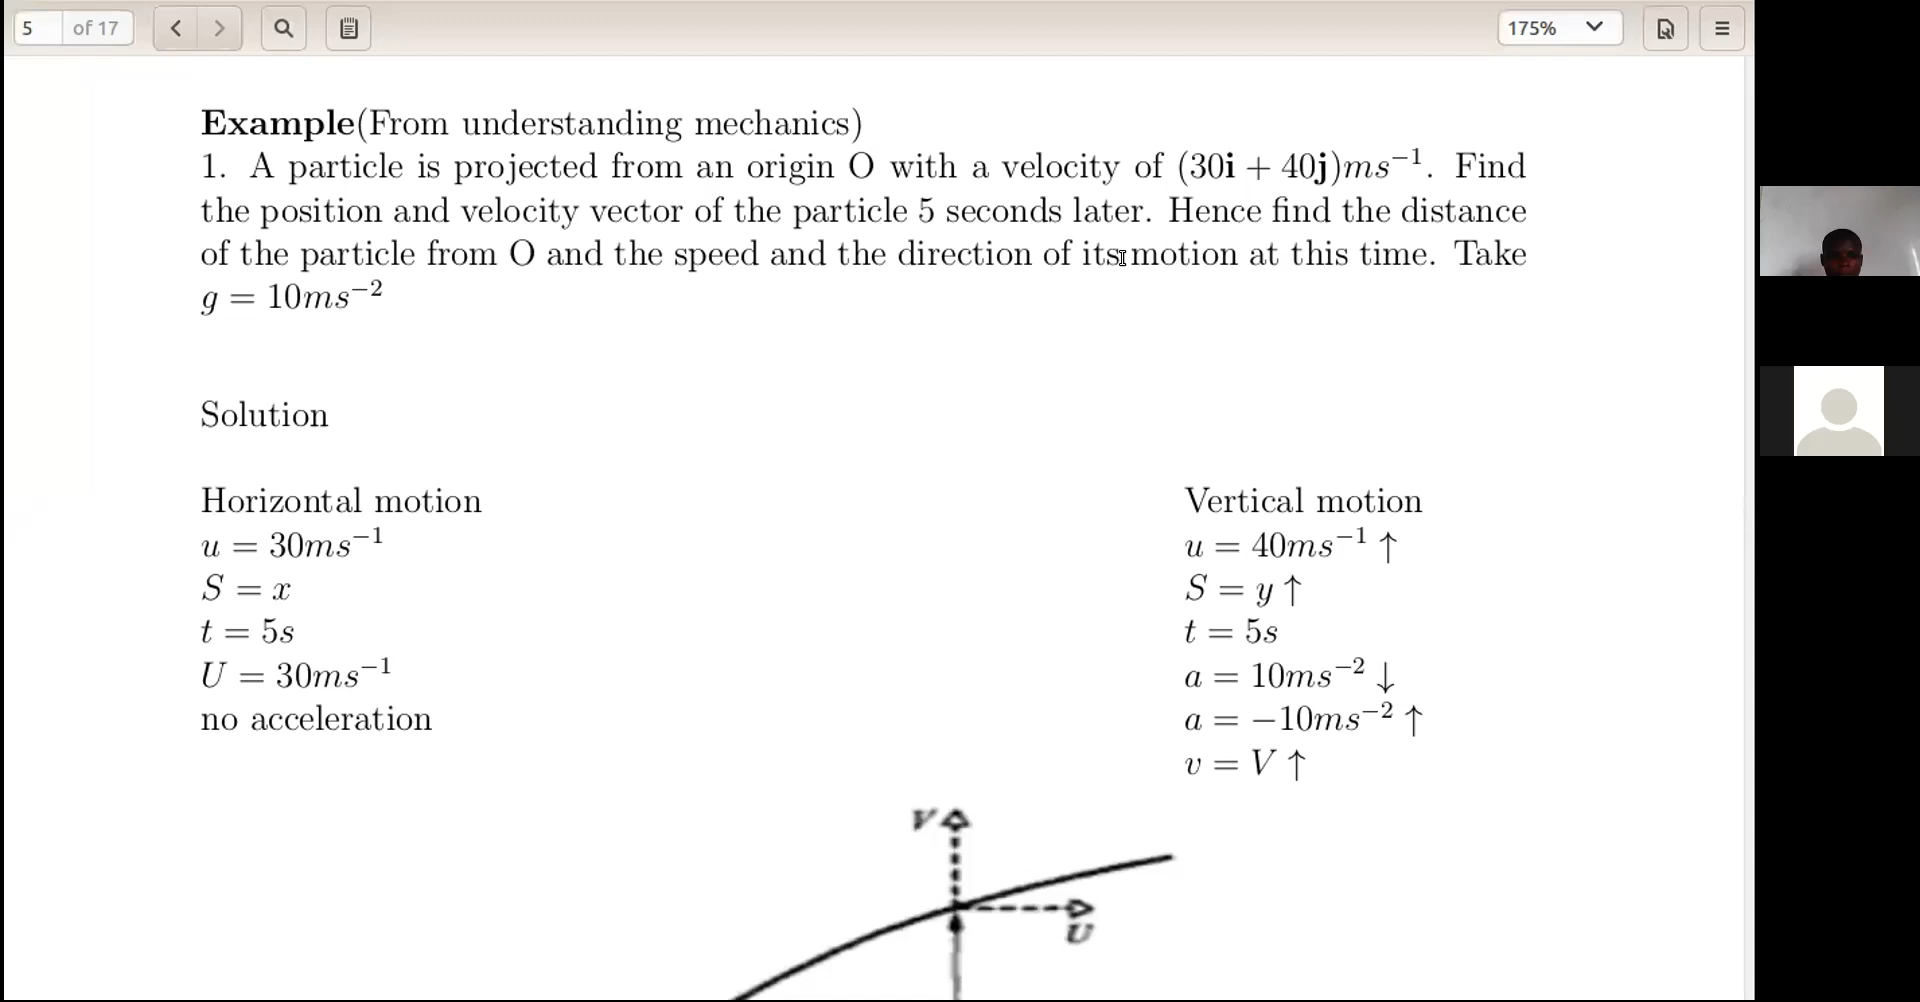 5 of 17 175%
Example(From understanding mechanics)
1. A particle is projected from an origin O with a velocity of (30i + 40j)ms⁻¹. Find
the position and velocity vector of the particle 5 seconds later. Hence find the distance
of the particle from O and the speed and the direction of its motion at this time. Take
g = 10ms⁻²
Solution
Horizontal motion
u = 30ms⁻¹
S = x
t = 5s
U = 30ms⁻¹
no acceleration
Vertical motion
u = 40ms⁻¹ ↑
S = y ↑
t = 5s
a = 10ms⁻² ↓
a = −10ms⁻² ↑
v = V ↑
V
U